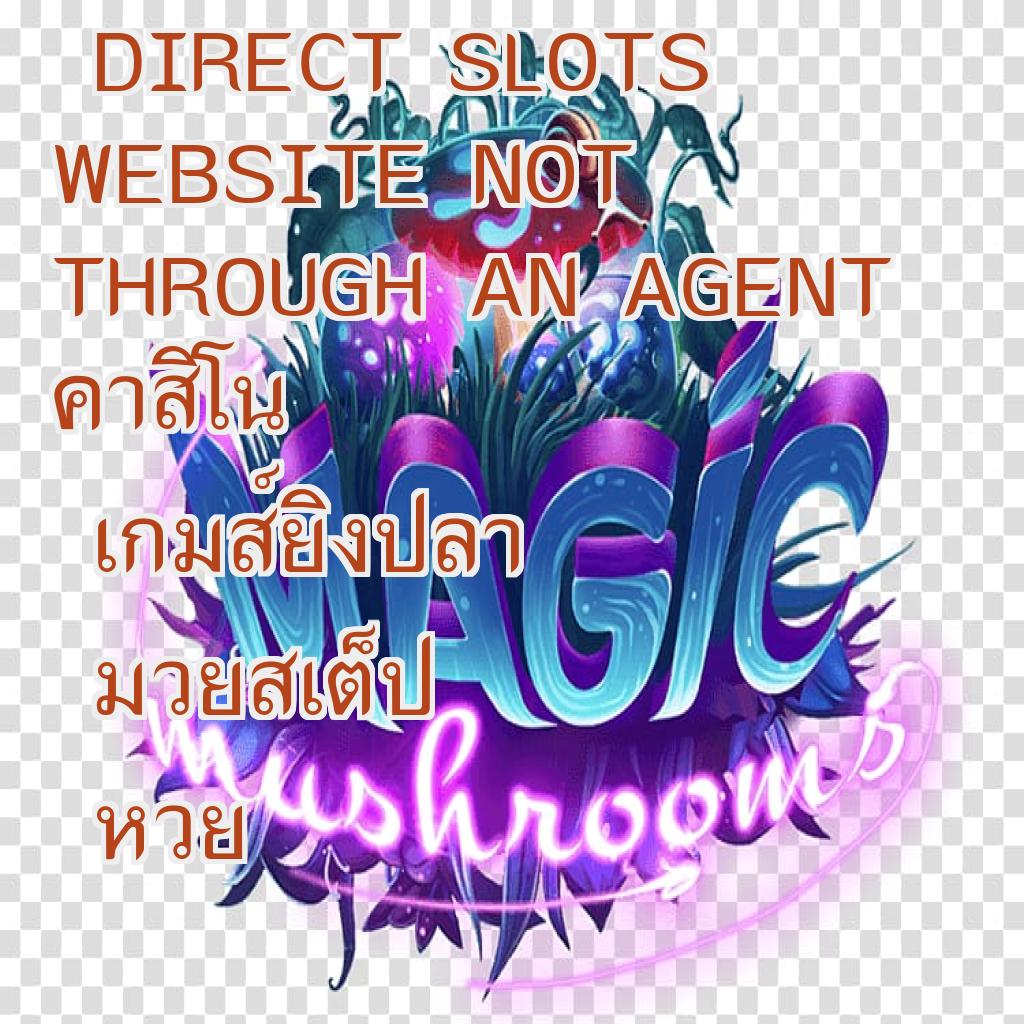 DIRECT SLOTS
WEBSITE NOT
THROUGH AN AGENT
คาสิโน
เกมส์ยิงปลา
มวยสเต็ป
หวย
MAGIC
mushrooms